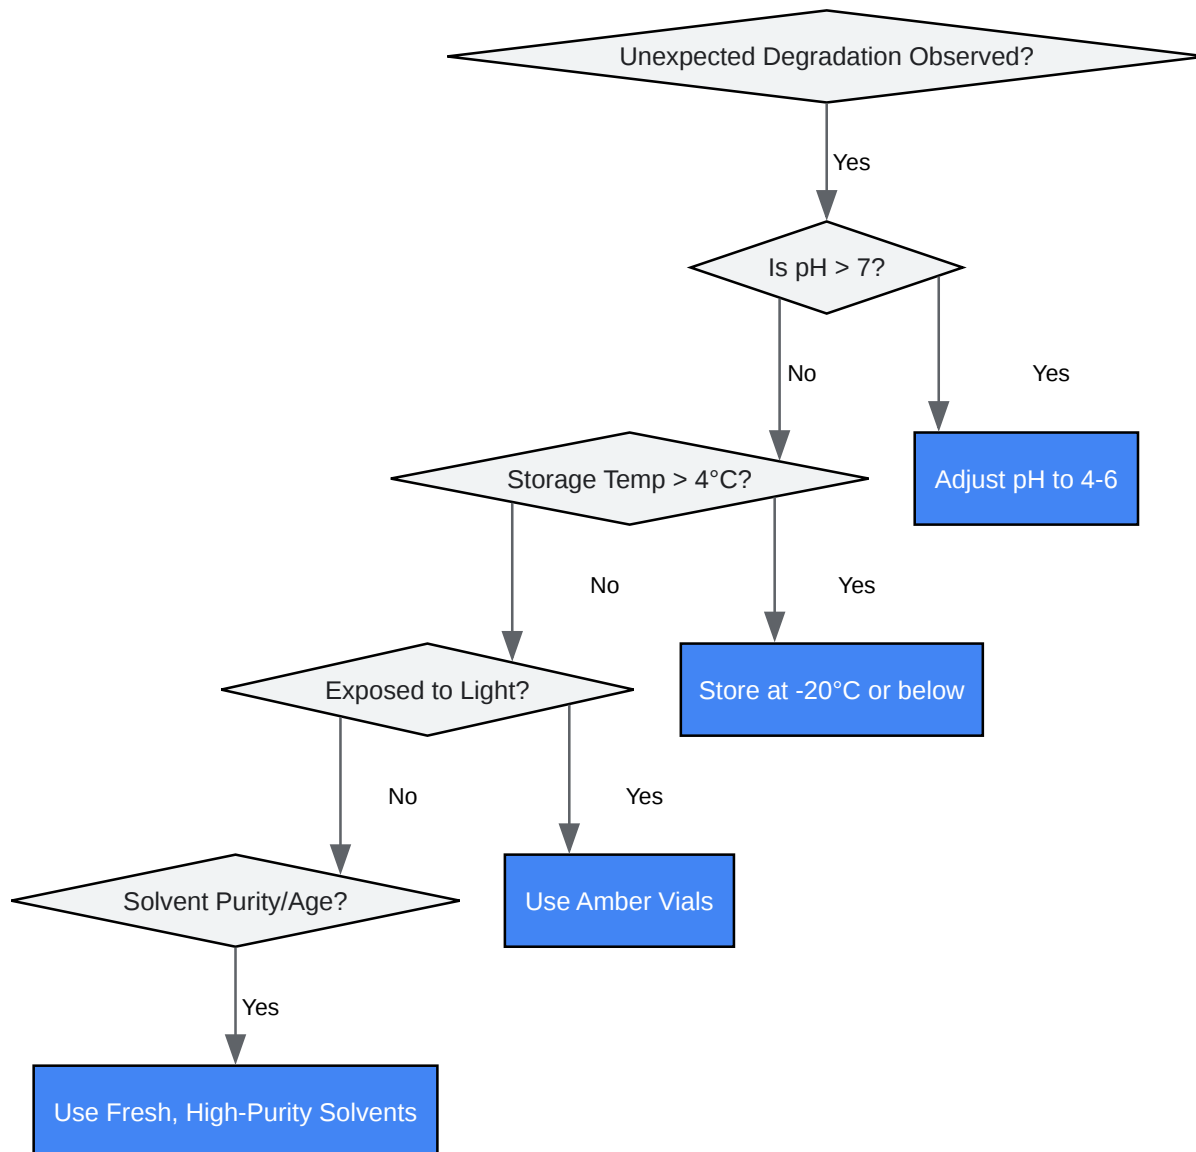 Unexpected Degradation Observed?
Yes
Is pH > 7?
No
Yes
Storage Temp > 4°C?
Adjust pH to 4-6
No
Yes
Exposed to Light?
Store at -20°C or below
No
Yes
Solvent Purity/Age?
Use Amber Vials
Yes
Use Fresh, High-Purity Solvents